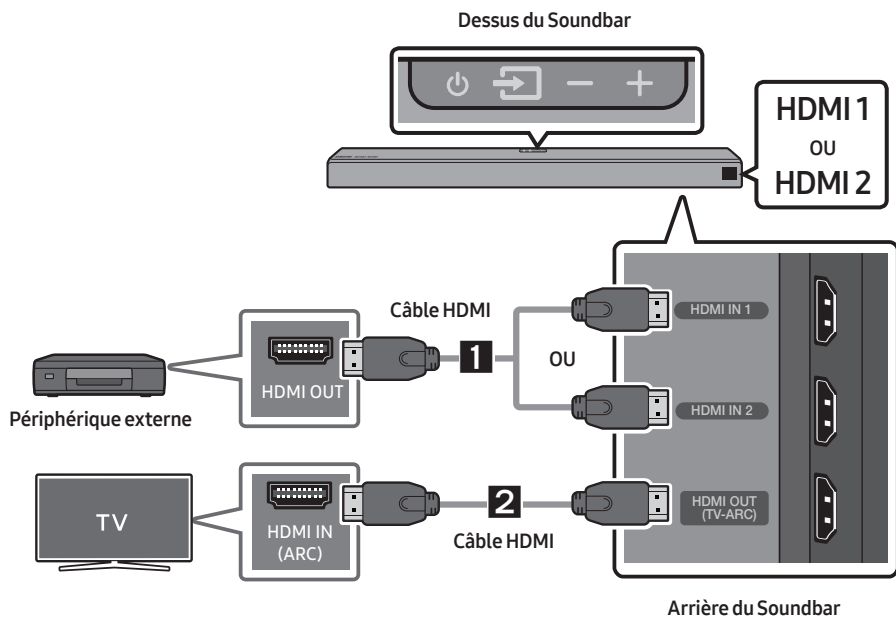 Dessus du Soundbar
HDMI 1
OU
HDMI 2
Câble HDMI
1
OU
HDMI IN 1
HDMI IN 2
HDMI OUT
Périphérique externe
TV
HDMI IN
(ARC)
2
Câble HDMI
HDMI OUT
(TV-ARC)
Arrière du Soundbar